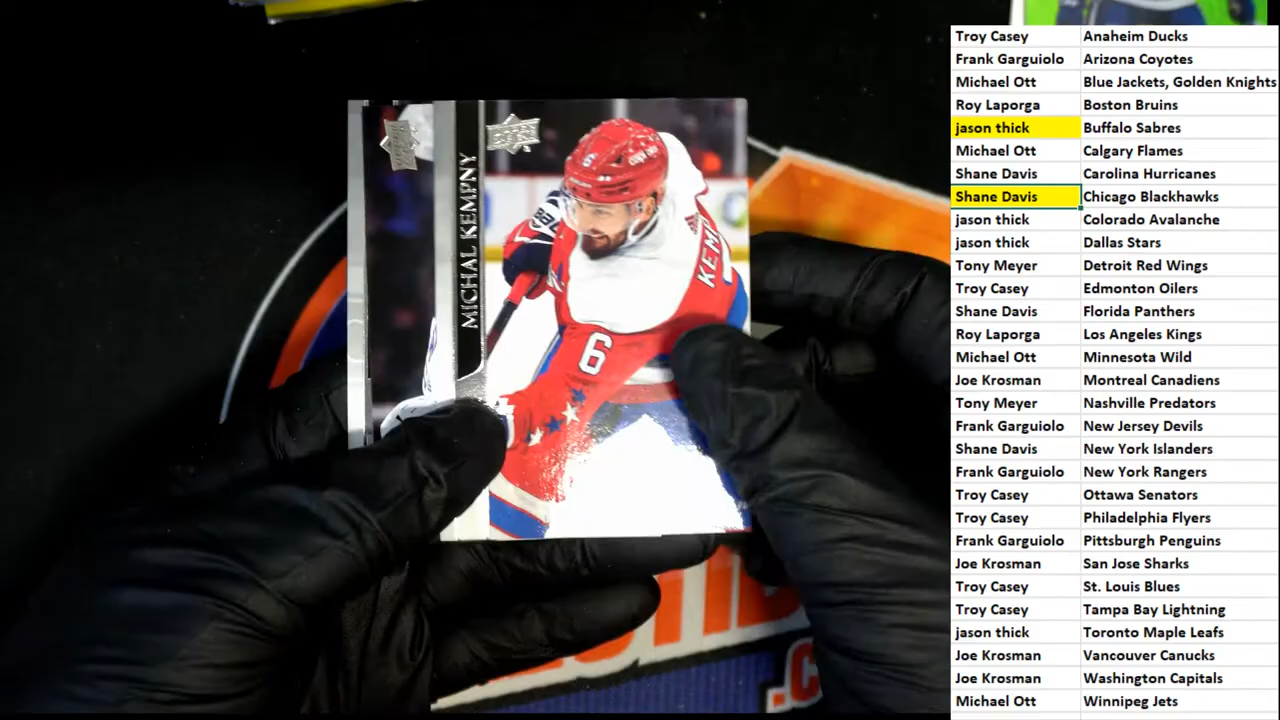 MICHAL KEMPNY
6
KEMP
6
Troy Casey Anaheim Ducks
Frank Garguiolo Arizona Coyotes
Michael Ott Blue Jackets, Golden Knights
Roy Laporga Boston Bruins
jason thick Buffalo Sabres
Michael Ott Calgary Flames
Shane Davis Carolina Hurricanes
Shane Davis Chicago Blackhawks
jason thick Colorado Avalanche
jason thick Dallas Stars
Tony Meyer Detroit Red Wings
Troy Casey Edmonton Oilers
Shane Davis Florida Panthers
Roy Laporga Los Angeles Kings
Michael Ott Minnesota Wild
Joe Krosman Montreal Canadiens
Tony Meyer Nashville Predators
Frank Garguiolo New Jersey Devils
Shane Davis New York Islanders
Frank Garguiolo New York Rangers
Troy Casey Ottawa Senators
Troy Casey Philadelphia Flyers
Frank Garguiolo Pittsburgh Penguins
Joe Krosman San Jose Sharks
Troy Casey St. Louis Blues
Troy Casey Tampa Bay Lightning
jason thick Toronto Maple Leafs
Joe Krosman Vancouver Canucks
Joe Krosman Washington Capitals
Michael Ott Winnipeg Jets